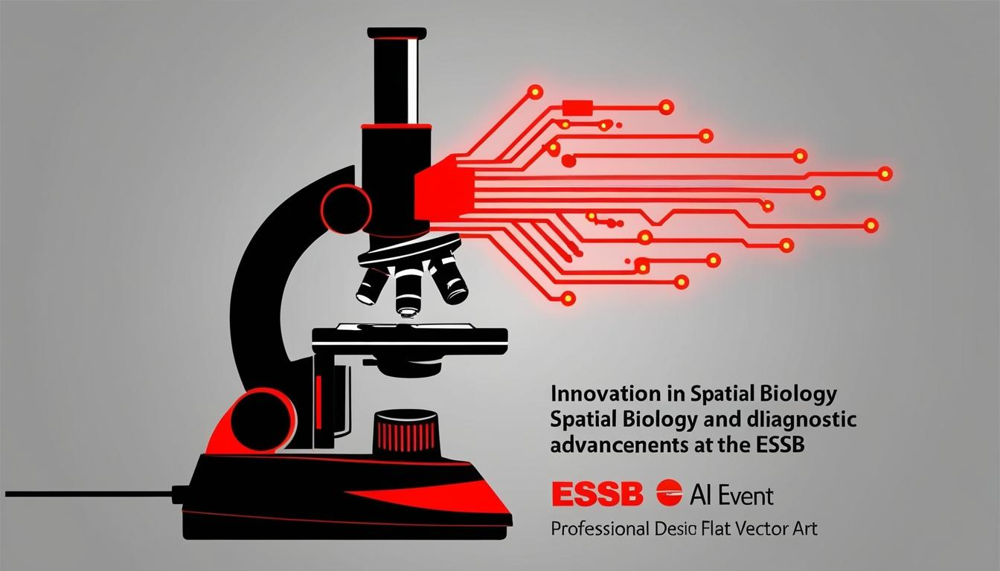 Innovation in Spatial Biology
Spatial Biology and dliagnostic
advancenents at the ESSB
ESSB AI Event
Professional Desic Flat Vector Art